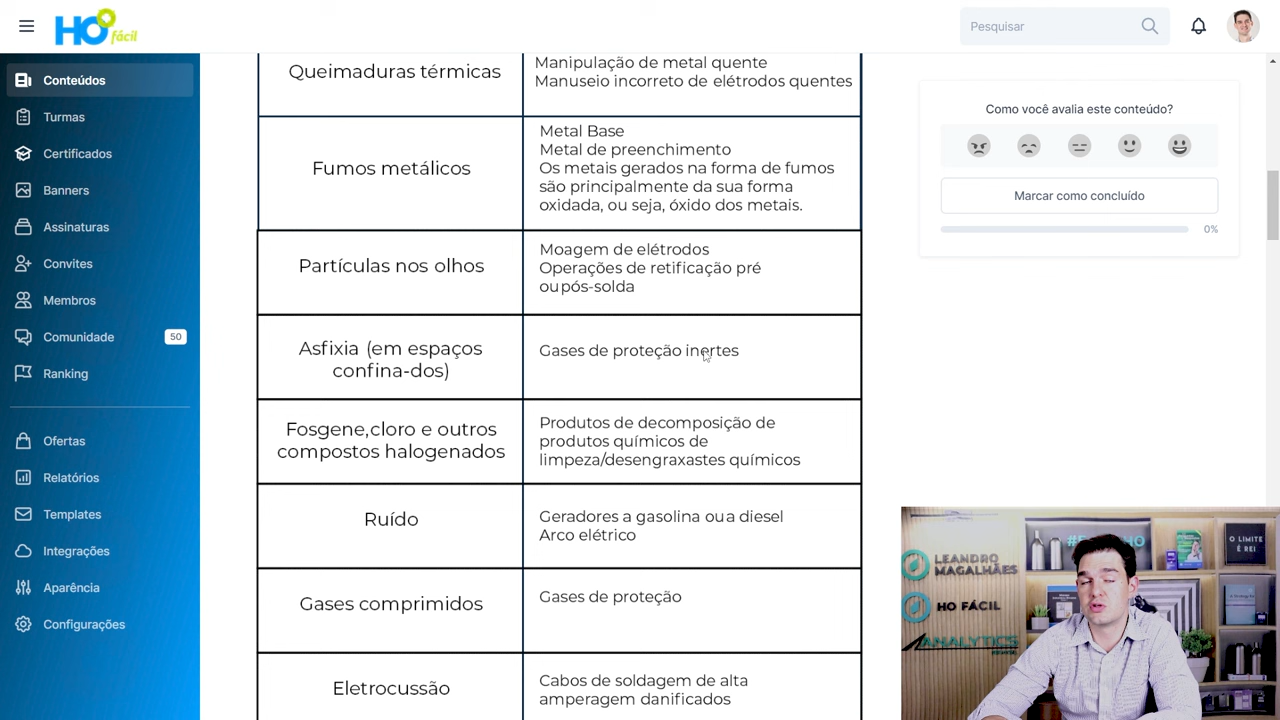 HO fácil
Pesquisar
Conteúdos
Turmas
Certificados
Banners
Assinaturas
Convites
Membros
Comunidade 50
Ranking
Ofertas
Relatórios
Templates
Integrações
Aparência
Configurações
Queimaduras térmicas
Manipulação de metal quente
Manuseio incorreto de elétrodos quentes
Fumos metálicos
Metal Base
Metal de preenchimento
Os metais gerados na forma de fumos
são principalmente da sua forma
oxidada, ou seja, óxido dos metais.
Partículas nos olhos
Moagem de elétrodos
Operações de retificação pré
oupós-solda
Asfixia (em espaços
confina-dos)
Gases de proteção inertes
Fosgene,cloro e outros
compostos halogenados
Produtos de decomposição de
produtos químicos de
limpeza/desengraxastes químicos
Ruído
Geradores a gasolina oua diesel
Arco elétrico
Gases comprimidos
Gases de proteção
Eletrocussão
Cabos de soldagem de alta
amperagem danificados
Como você avalia este conteúdo?
Marcar como concluído
0%
LEANDRO
MAGALHÃES
HO FÁCIL
ANALYTICS
O LIMITE
É REI